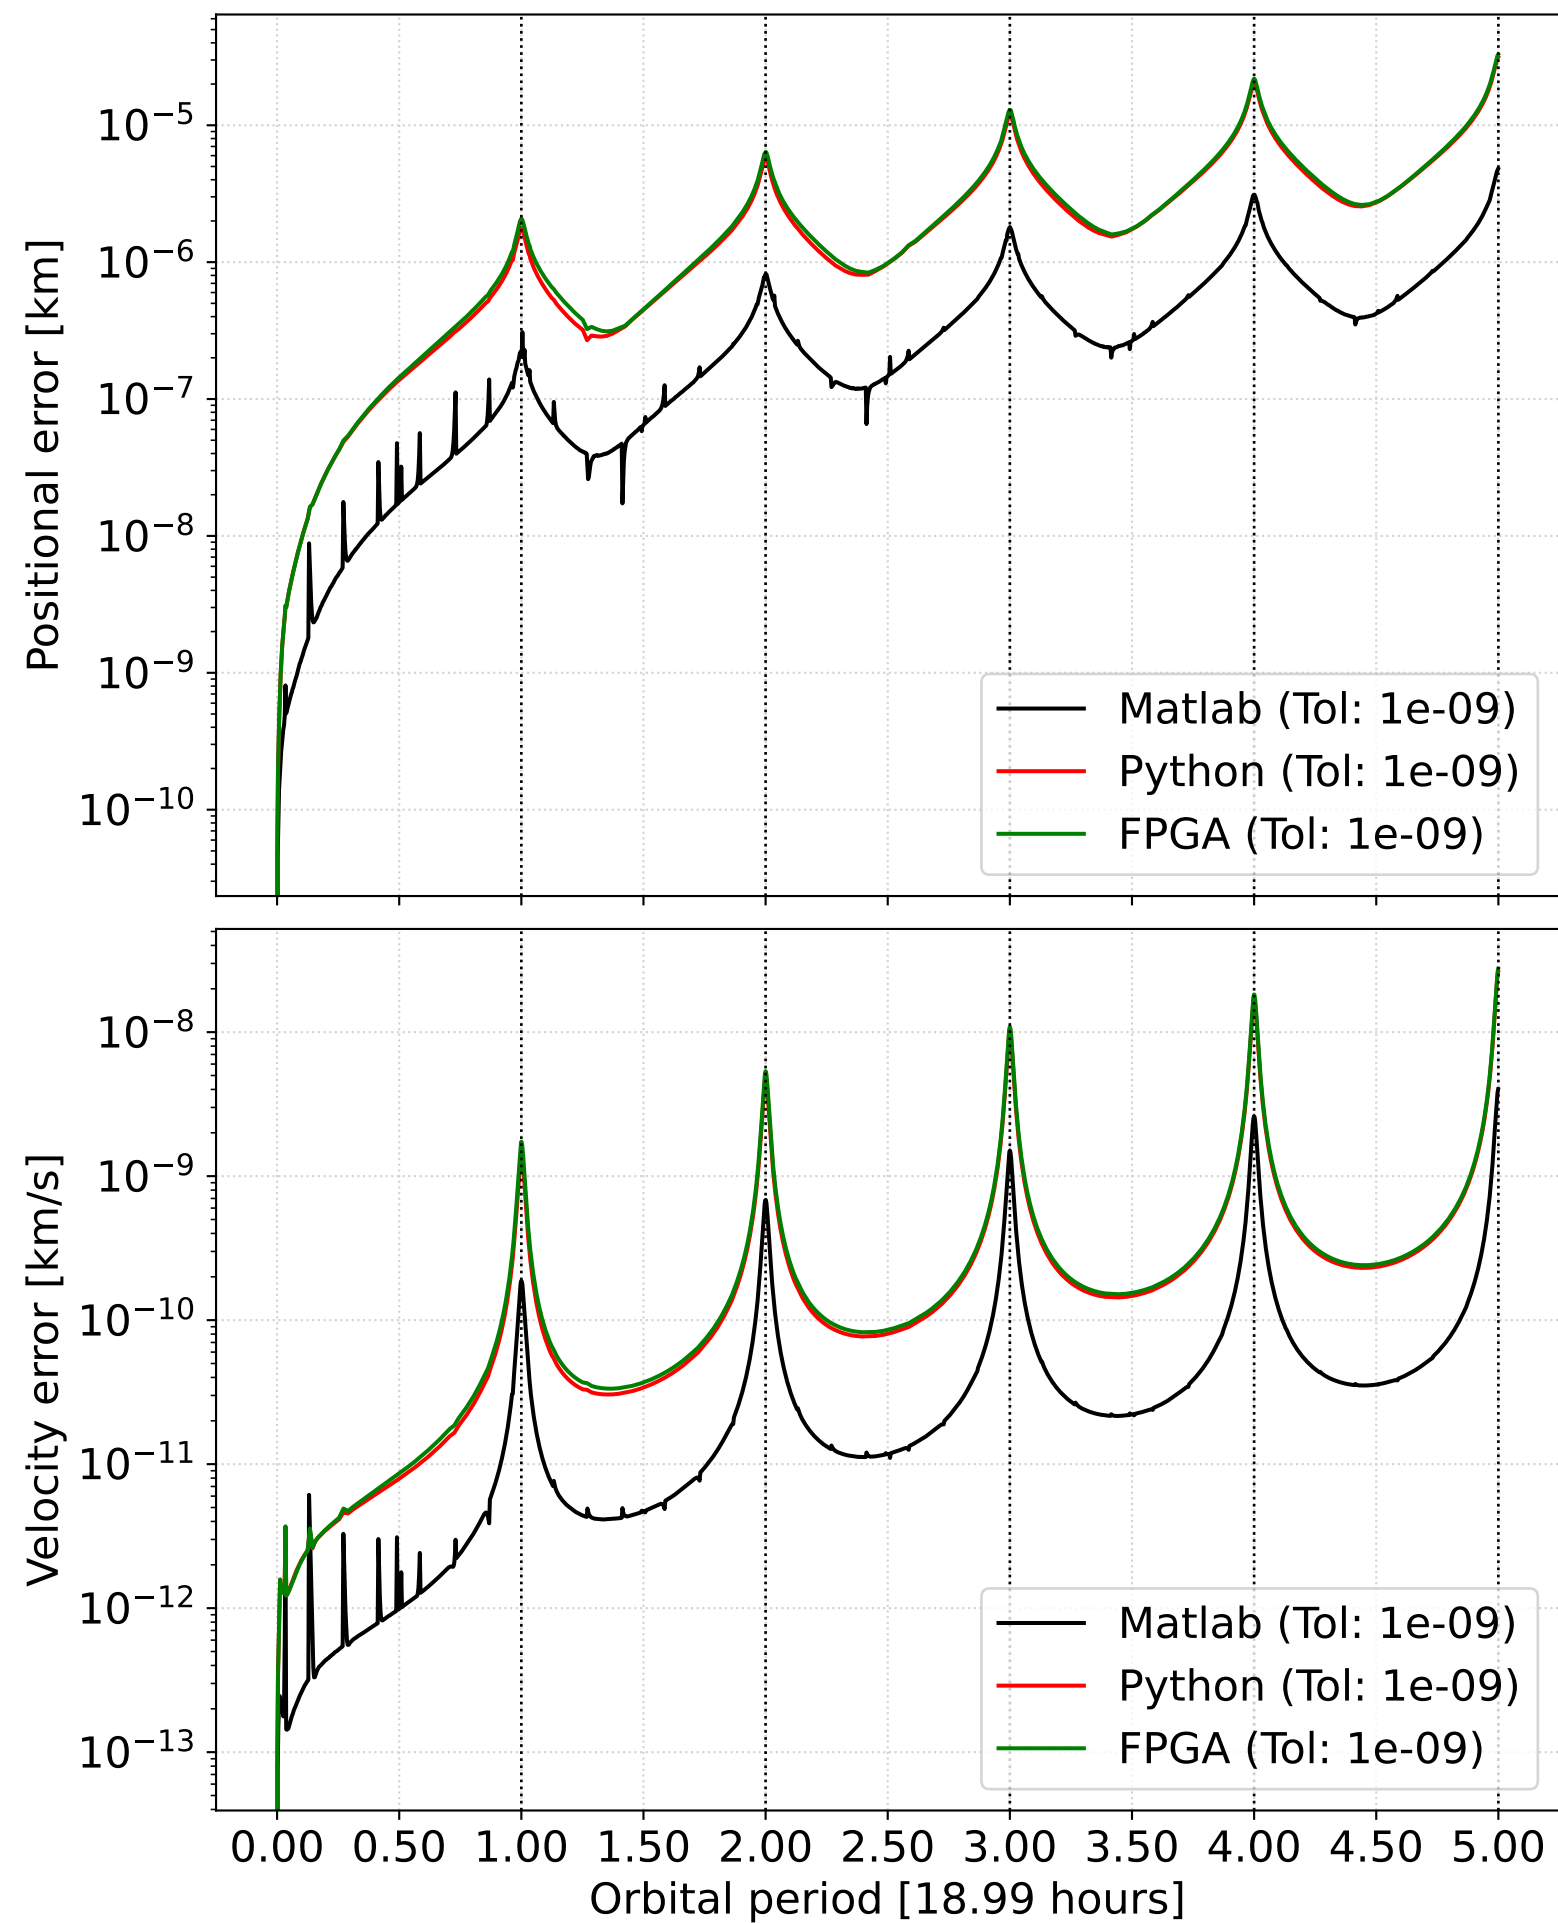 Positional error [km]
10⁻⁵
10⁻⁶
10⁻⁷
10⁻⁸
10⁻⁹
10⁻¹⁰
Matlab (Tol: 1e-09)
Python (Tol: 1e-09)
FPGA (Tol: 1e-09)
Velocity error [km/s]
10⁻⁸
10⁻⁹
10⁻¹⁰
10⁻¹¹
10⁻¹²
10⁻¹³
Matlab (Tol: 1e-09)
Python (Tol: 1e-09)
FPGA (Tol: 1e-09)
0.00 0.50 1.00 1.50 2.00 2.50 3.00 3.50 4.00 4.50 5.00
Orbital period [18.99 hours]